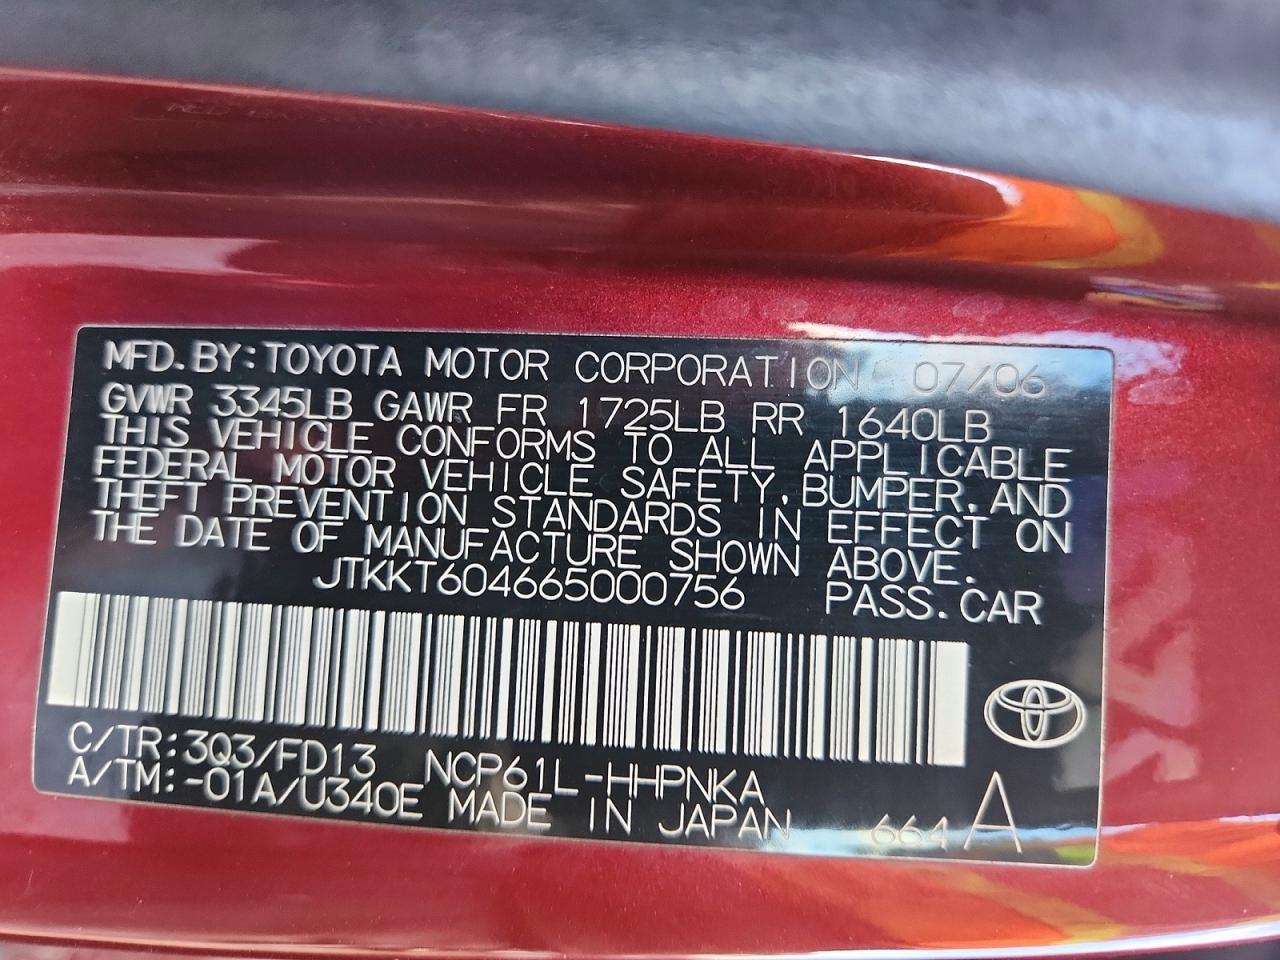 MFD.BY:TOYOTA MOTOR CORPORATION 07/06
GVWR 3345LB GAWR FR 1725LB RR 1640LB
THIS VEHICLE CONFORMS TO ALL APPLICABLE
FEDERAL MOTOR VEHICLE SAFETY,BUMPER,AND
THEFT PREVENTION STANDARDS IN EFFECT ON
THE DATE OF MANUFACTURE SHOWN ABOVE.
JTKKT604665000756 PASS.CAR
C/TR:3Q3/FD13 NCP61L-HHPNKA
A/TM:-01A/U340E MADE IN JAPAN 664 A